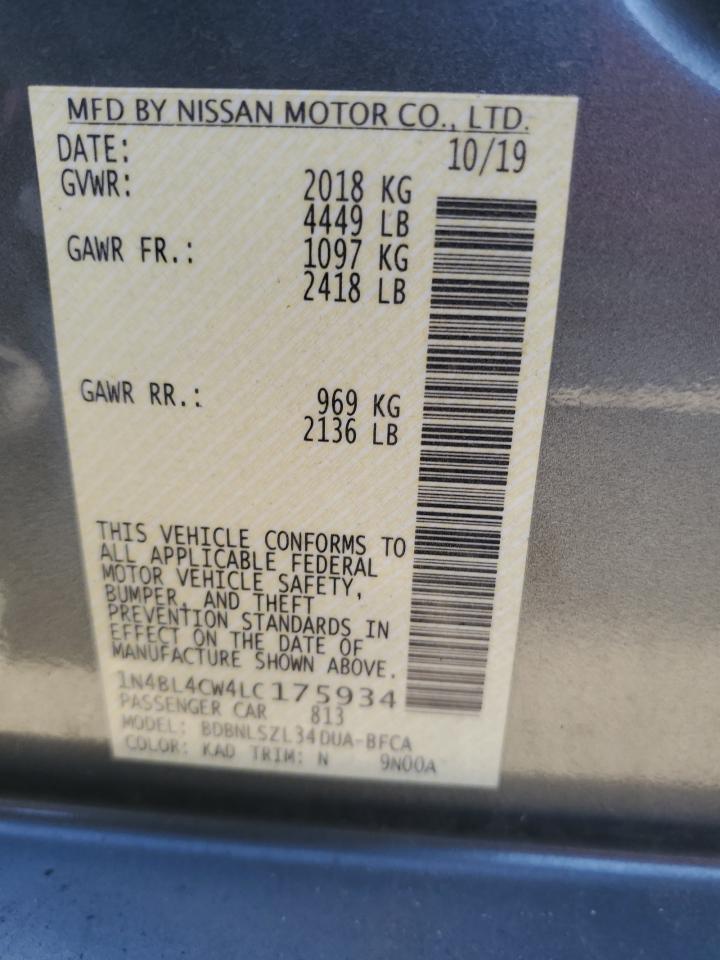 MFD BY NISSAN MOTOR CO., LTD.
DATE: 10/19
GVWR: 2018 KG
4449 LB
GAWR FR.: 1097 KG
2418 LB
GAWR RR.: 969 KG
2136 LB
THIS VEHICLE CONFORMS TO
ALL APPLICABLE FEDERAL
MOTOR VEHICLE SAFETY,
BUMPER, AND THEFT
PREVENTION STANDARDS IN
EFFECT ON THE DATE OF
MANUFACTURE SHOWN ABOVE.
1N4BL4CW4LC175934
PASSENGER CAR 813
MODEL: BDBNLSZL34DUA-BFCA
COLOR: KAD TRIM: N 9N00A